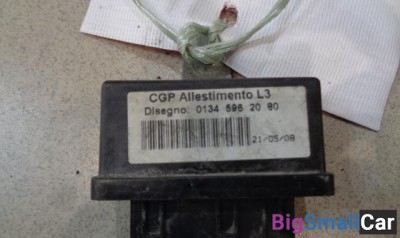 CGP Allestimento L3
Disegno: 0134 596 20 80
21/05/08
BigSmallCar